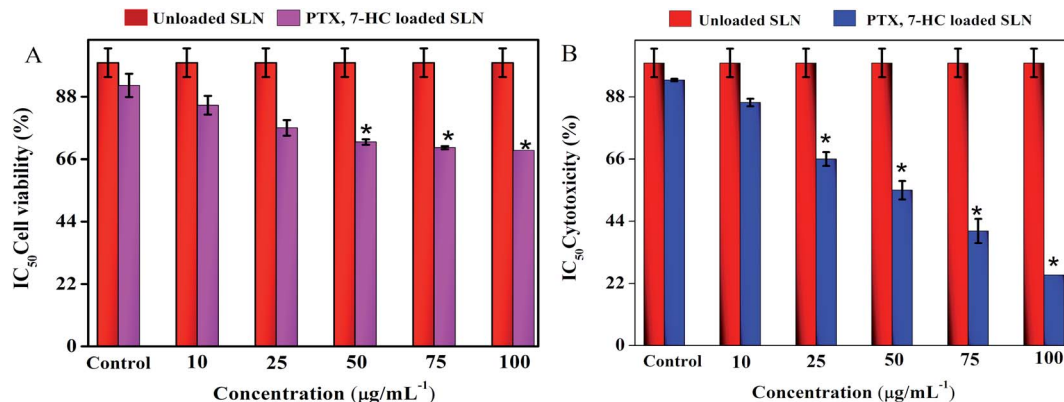 Unloaded SLN PTX, 7-HC loaded SLN
A
IC50 Cell viability (%)
88
66
44
22
0
* * *
Control 10 25 50 75 100
Concentration (µg/mL-1)
Unloaded SLN PTX, 7-HC loaded SLN
B
IC50 Cytotoxicity (%)
88
66
44
22
0
* * * *
Control 10 25 50 75 100
Concentration (µg/mL-1)